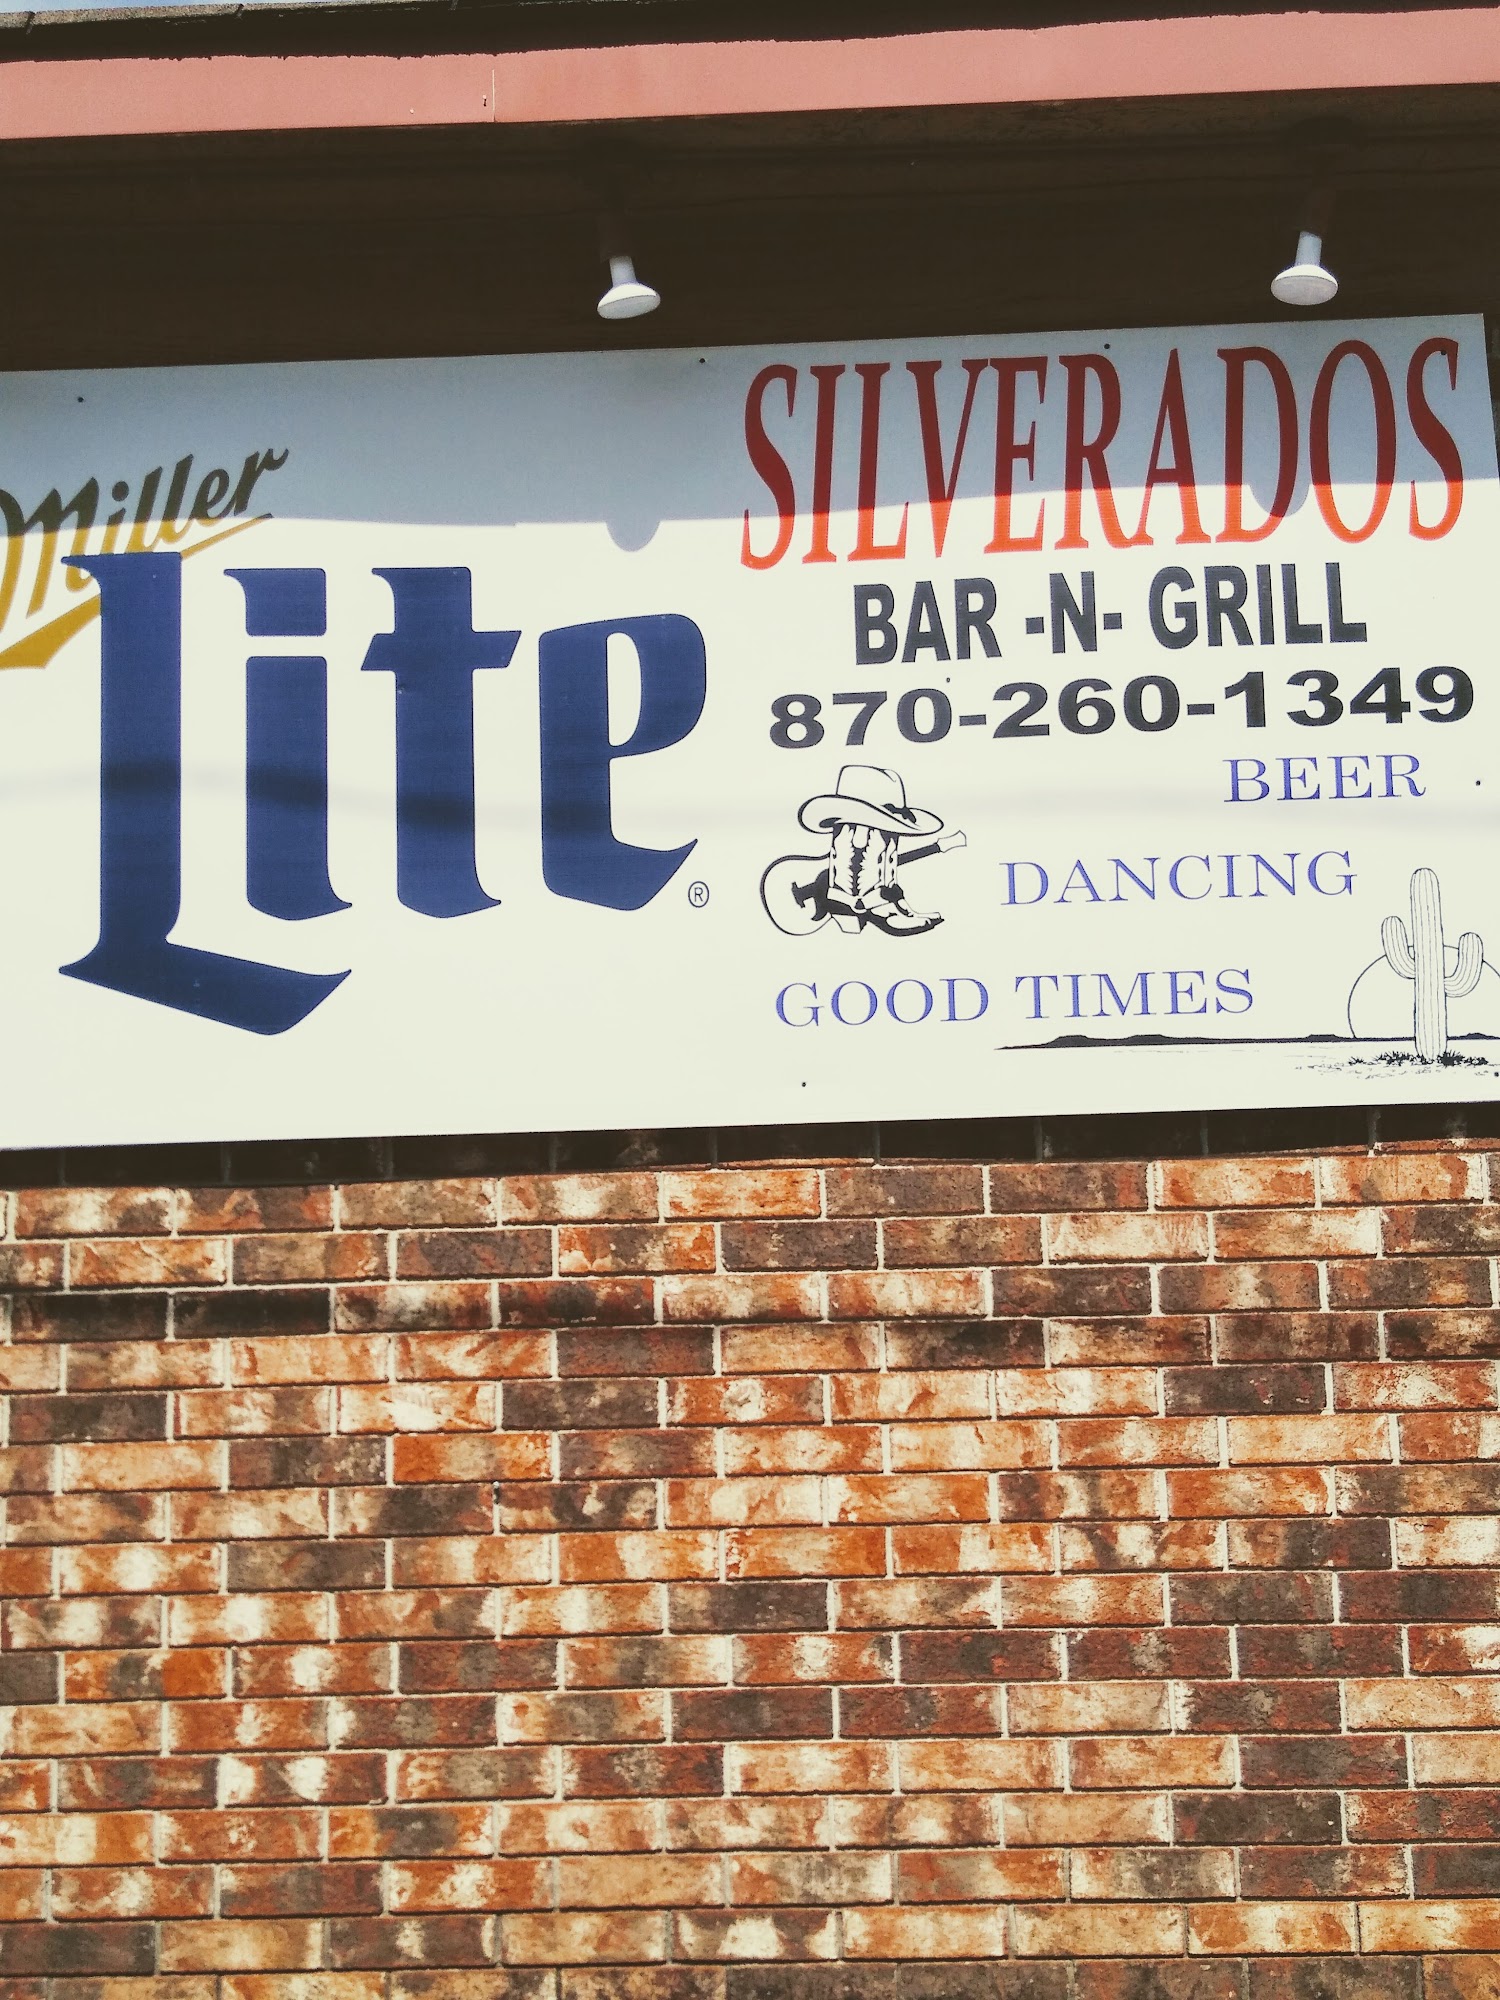 Miller
Lite®
SILVERADOS
BAR -N- GRILL
870-260-1349
BEER
DANCING
GOOD TIMES